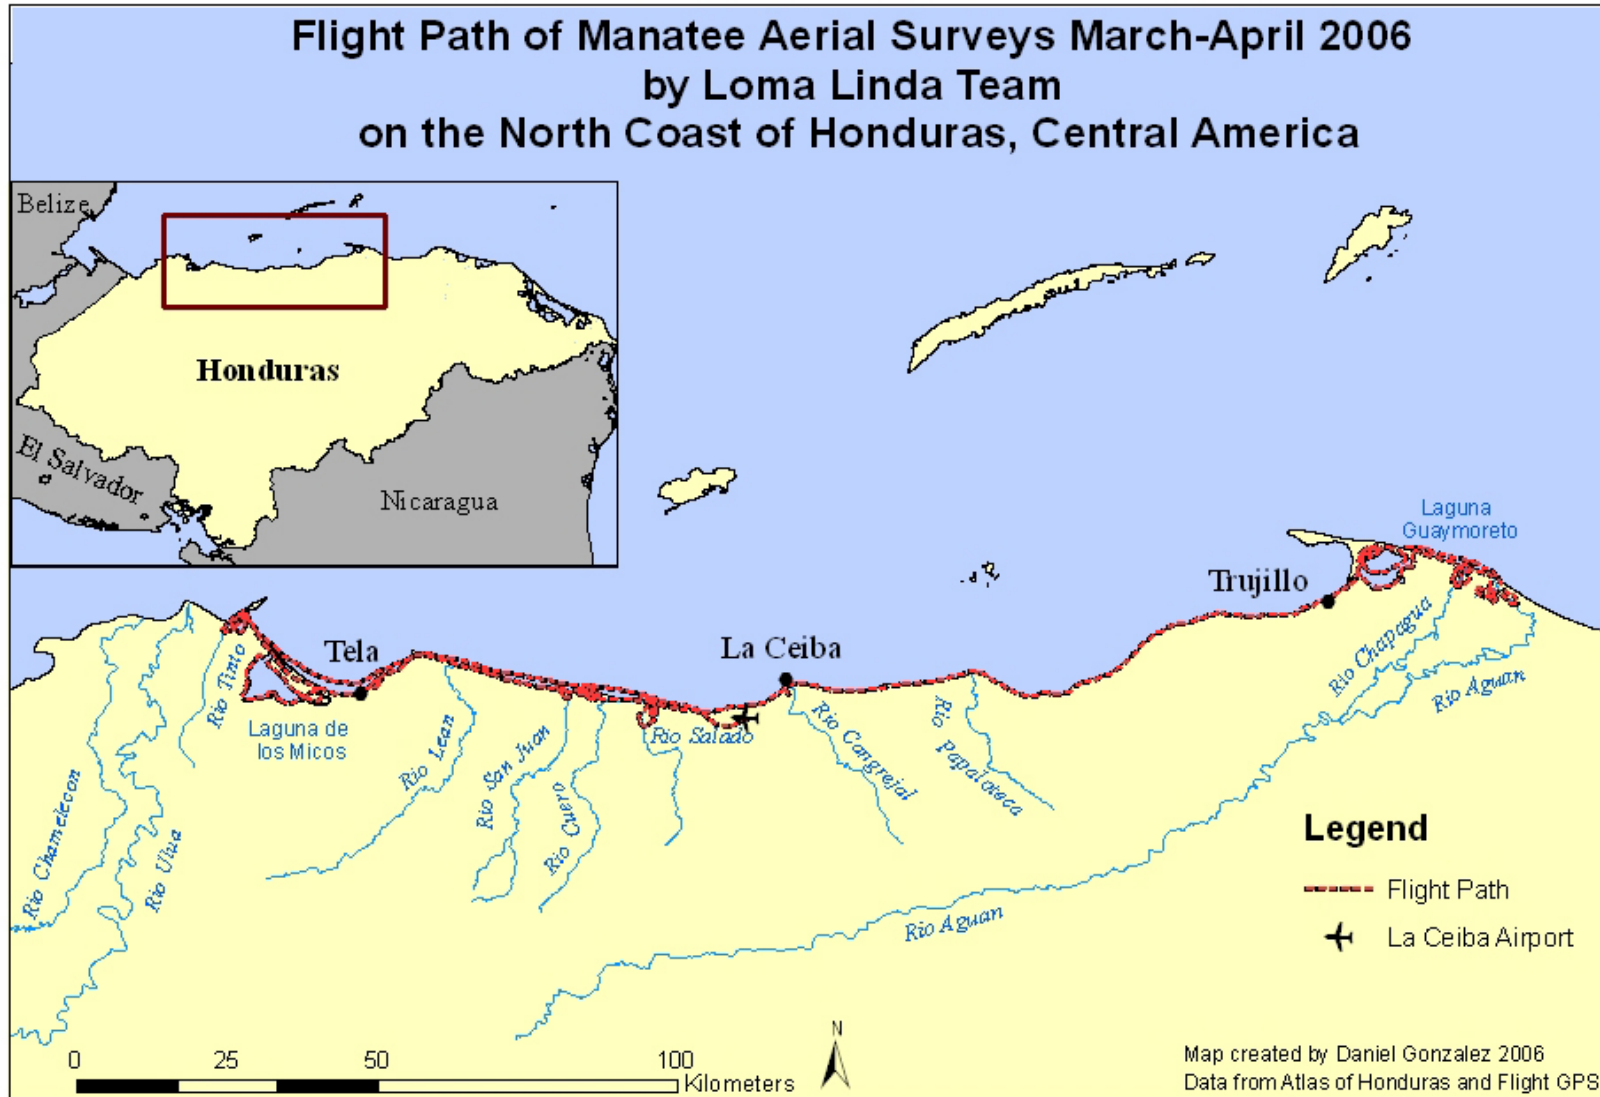 Flight Path of Manatee Aerial Surveys March-April 2006
by Loma Linda Team
on the North Coast of Honduras, Central America
Belize
Honduras
El Salvador
Nicaragua
Laguna
Guaymoreto
Trujillo
La Ceiba
Tela
Rio Tinto
Laguna de
los Micos
Rio Lean
Rio San Juan
Rio Cuero
Rio Salado
Rio Cangrejal
Rio Papaloteca
Rio Chapagua
Rio Aguan
Rio Chamelecon
Rio Ulua
Rio Aguan
Legend
Flight Path
La Ceiba Airport
N
0 25 50 100
Kilometers
Map created by Daniel Gonzalez 2006
Data from Atlas of Honduras and Flight GPS